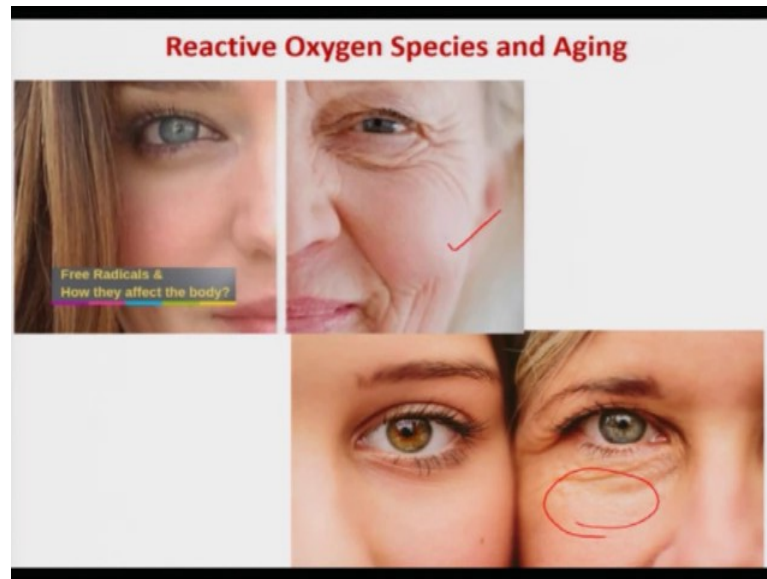 Reactive Oxygen Species and Aging
Free Radicals &
How they affect the body?